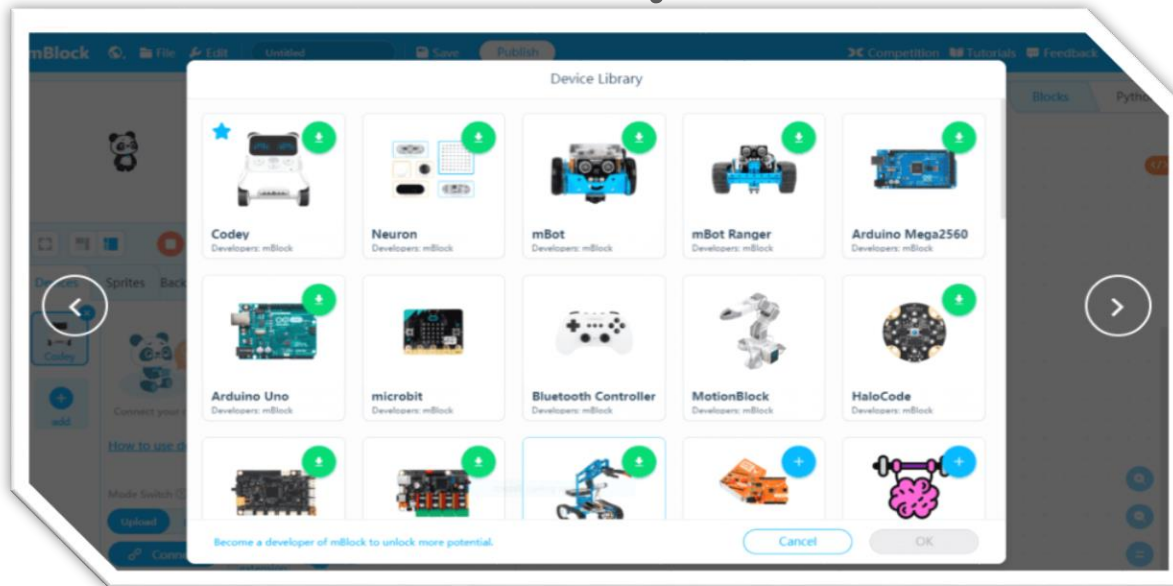 mBlock File Edit Untitled Save Publish Competition Tutorials Feedback
Device Library
Blocks
Codey Neuron mBot mBot Ranger Arduino Mega2560
Developers: mBlock Developers: mBlock Developers: mBlock Developers: mBlock Developers: mBlock
Devices Sprites
Codey
Arduino Uno microbit Bluetooth Controller MotionBlock HaloCode
Developers: mBlock Developers: mBlock Developers: mBlock Developers: mBlock Developers: mBlock
add
Connect your
How to use
Mode Switch
Upload
Become a developer of mBlock to unlock more potential. Cancel OK